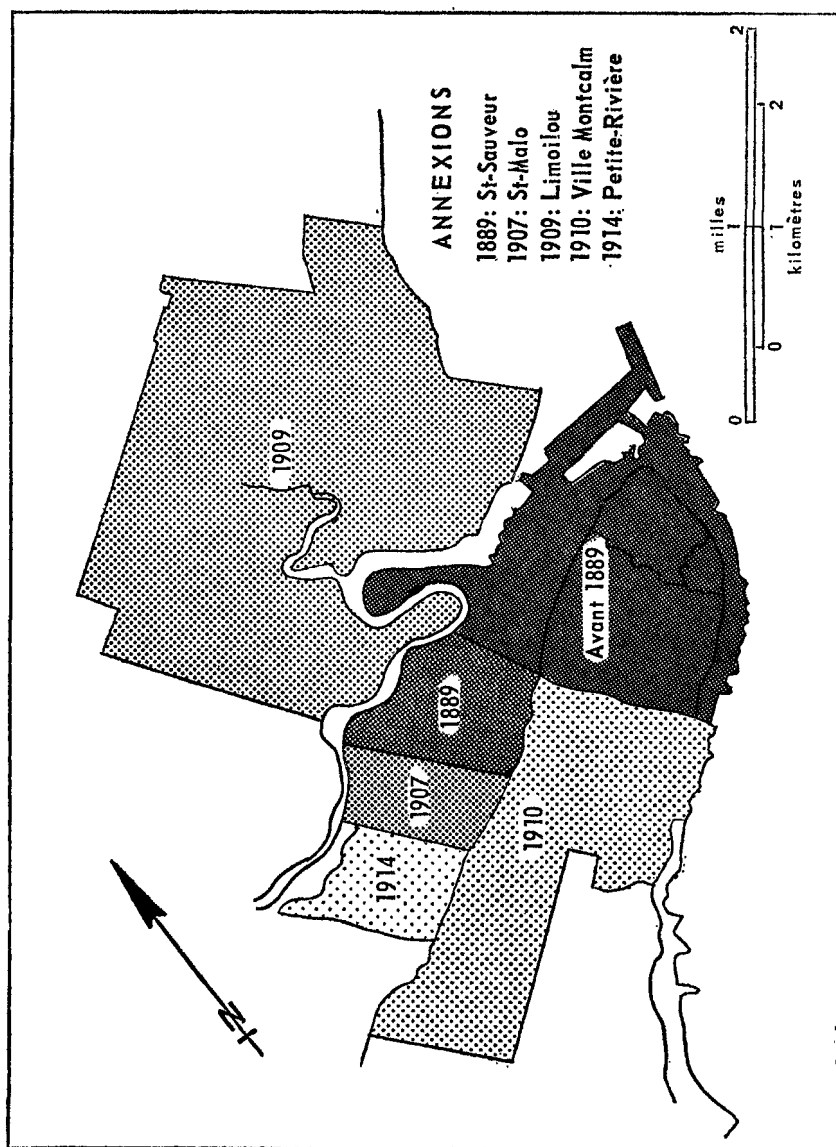 ANNEXIONS
1889: St-Sauveur
1907: St-Malo
1909: Limoilou
1910: Ville Montcalm
1914: Petite-Rivière
1909
Avant 1889
1889
1907
1914
1910
N
milles
0 1 2
0 1 2
kilomètres